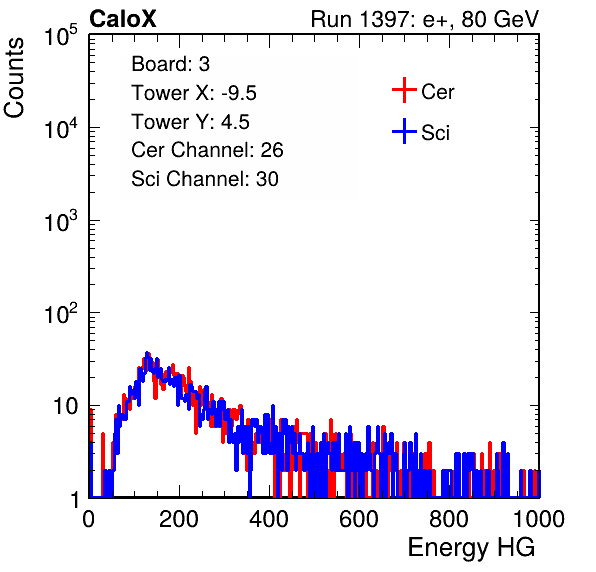 CaloX Run 1397: e+, 80 GeV
Counts
Board: 3
Tower X: -9.5
Tower Y: 4.5
Cer Channel: 26
Sci Channel: 30
Cer
Sci
10^5
10^4
10^3
10^2
10
1
0 200 400 600 800 1000
Energy HG